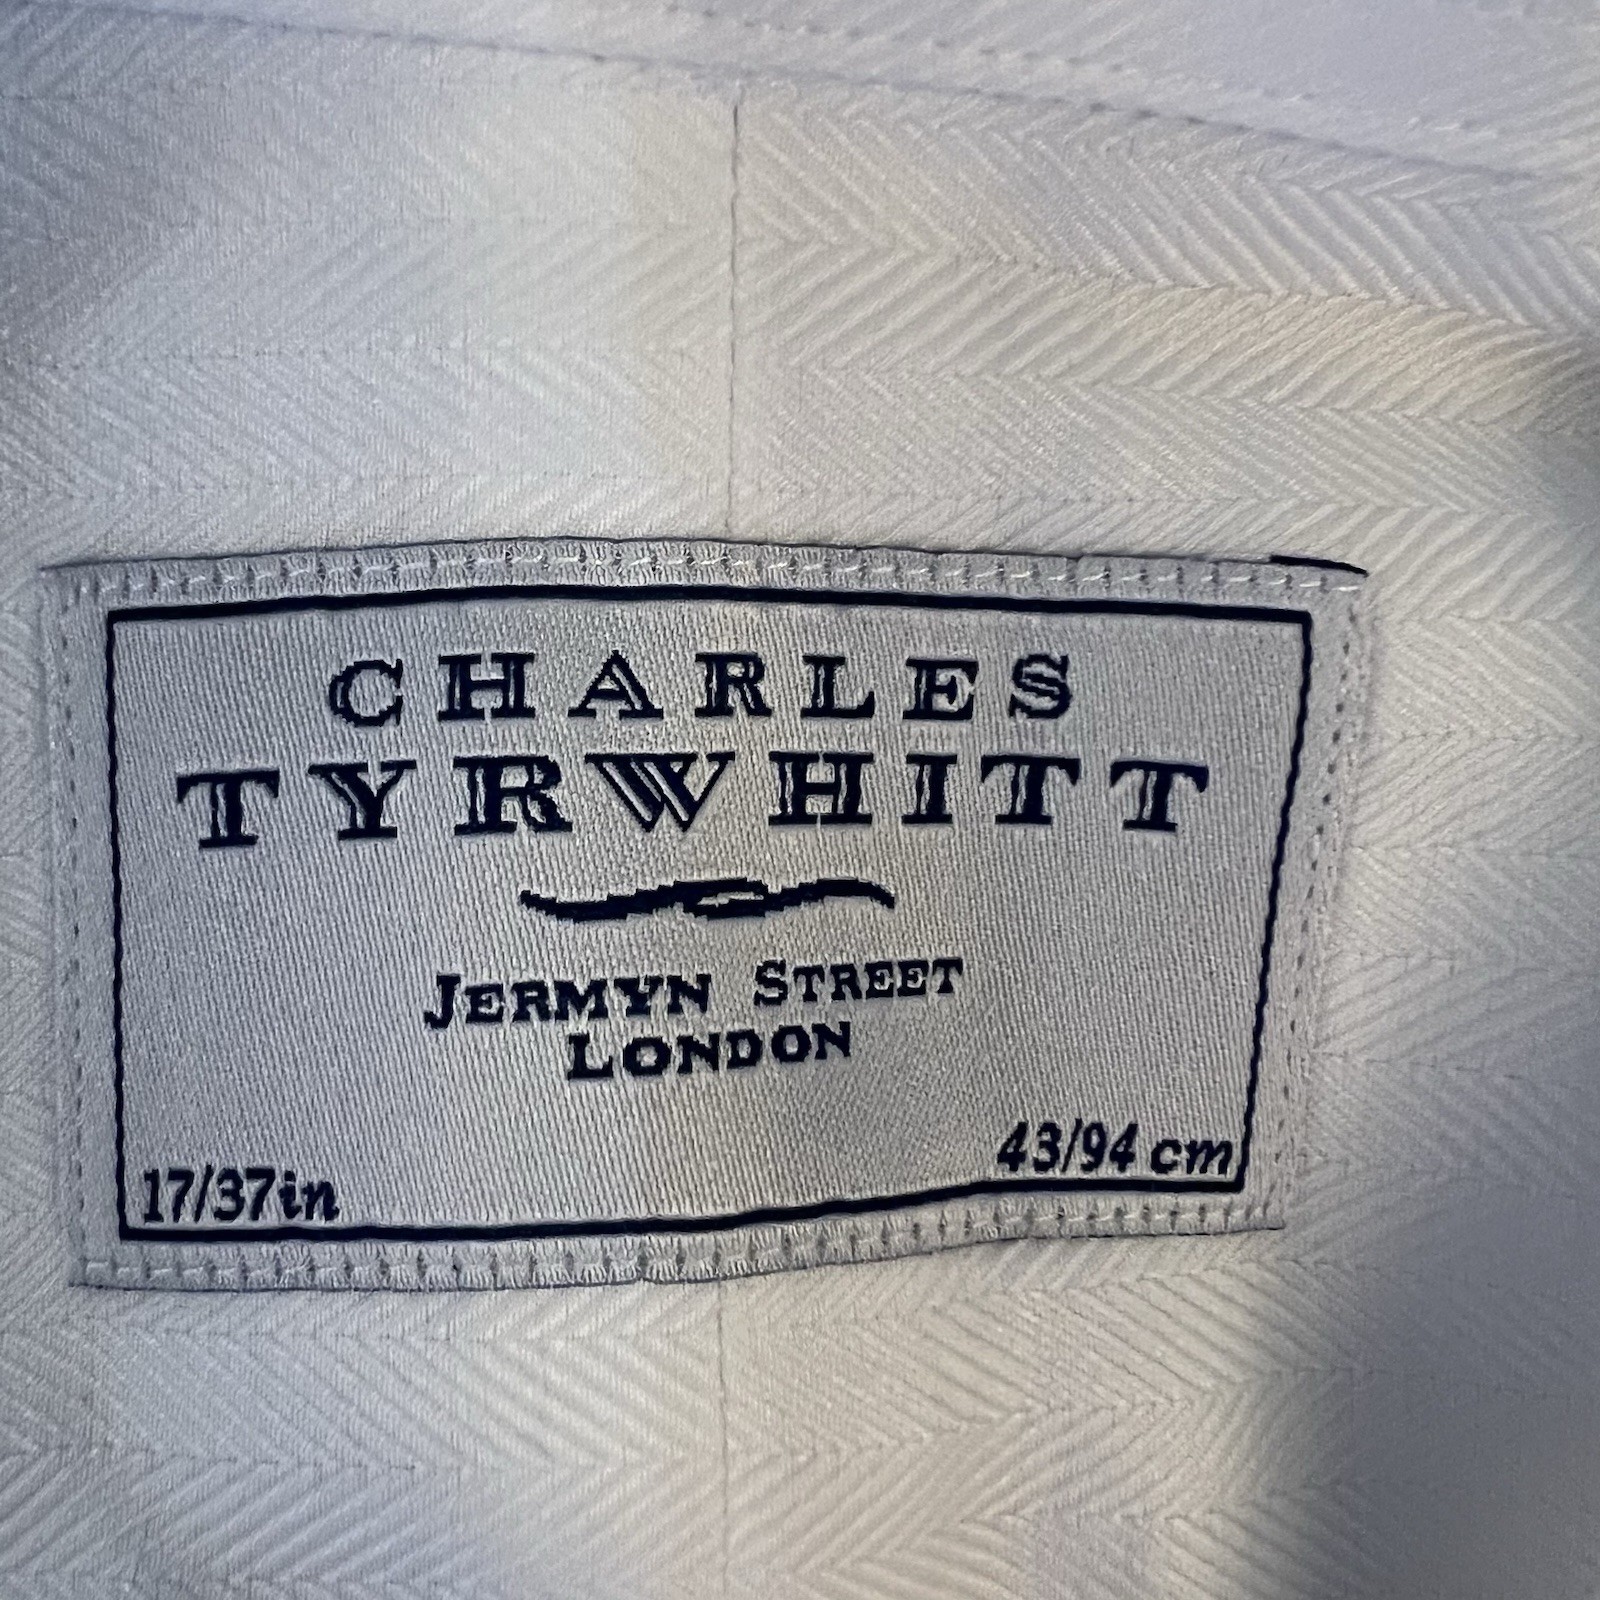 CHARLES
TYRWHITT
JERMYN STREET
LONDON
17/37in
43/94 cm